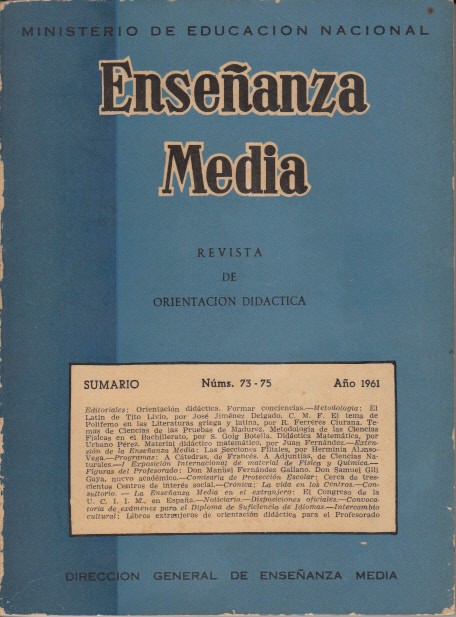 MINISTERIO DE EDUCACION NACIONAL
Enseñanza
Media
REVISTA
DE
ORIENTACION DIDACTICA
SUMARIO Núms. 73-75 Año 1961
Editoriales: Orientación didáctica. Formar conciencias.—Metodología: El
Latín de Tito Livio, por José Jiménez Delgado, C. M. F. El tema de
Polifemo en las Literaturas griega y latina, por R. Ferreres Ciurana. Te-
mas de Ciencias de las Pruebas de Madurez. Metodología de las Ciencias
Físicas en el Bachillerato, por S. Goig Botella. Didáctica Matemática, por
Urbano Pérez. Material didáctico matemático, por Juan Fernández.—Exten-
sión de la Enseñanza Media: Las Secciones Filiales, por Herminia Alonso-
Vega.—Programas: A Cátedras, de Francés. A Adjuntías, de Ciencias Na-
turales.—I Exposición Internacional de material de Física y Química.—
Figuras del Profesorado: Don Manuel Fernández Galiano. Don Samuel Gili
Gaya, nuevo académico.—Comisaría de Protección Escolar: Cerca de tres-
cientos Centros de interés social.—Crónica: La vida en los Centros.—Con-
sultorio. — La Enseñanza Media en el extranjero: El Congreso de la
U. C. I. I. M., en España.—Noticiario.—Disposiciones oficiales.—Convoca-
toria de exámenes para el Diploma de Suficiencia de Idiomas.—Intercambio
cultural: Libros extranjeros de orientación didáctica para el Profesorado
DIRECCION GENERAL DE ENSEÑANZA MEDIA